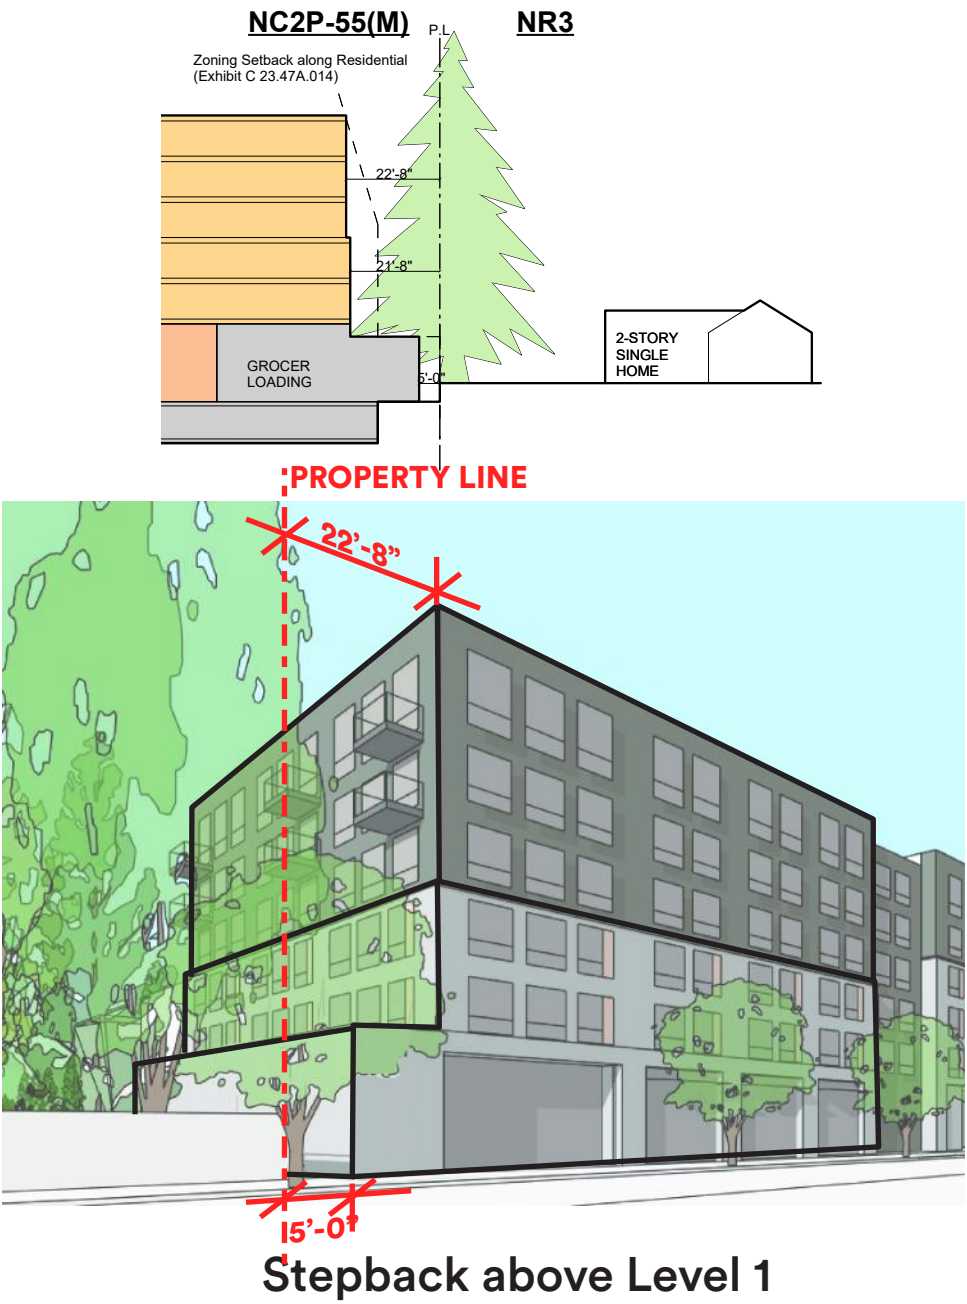 NC2P-55(M)
P.L
NR3
Zoning Setback along Residential
(Exhibit C 23.47A.014)
22'-8"
21'-8"
GROCER
LOADING
5'-0"
2-STORY
SINGLE
HOME
PROPERTY LINE
22’-8”
5’-0”
Stepback above Level 1